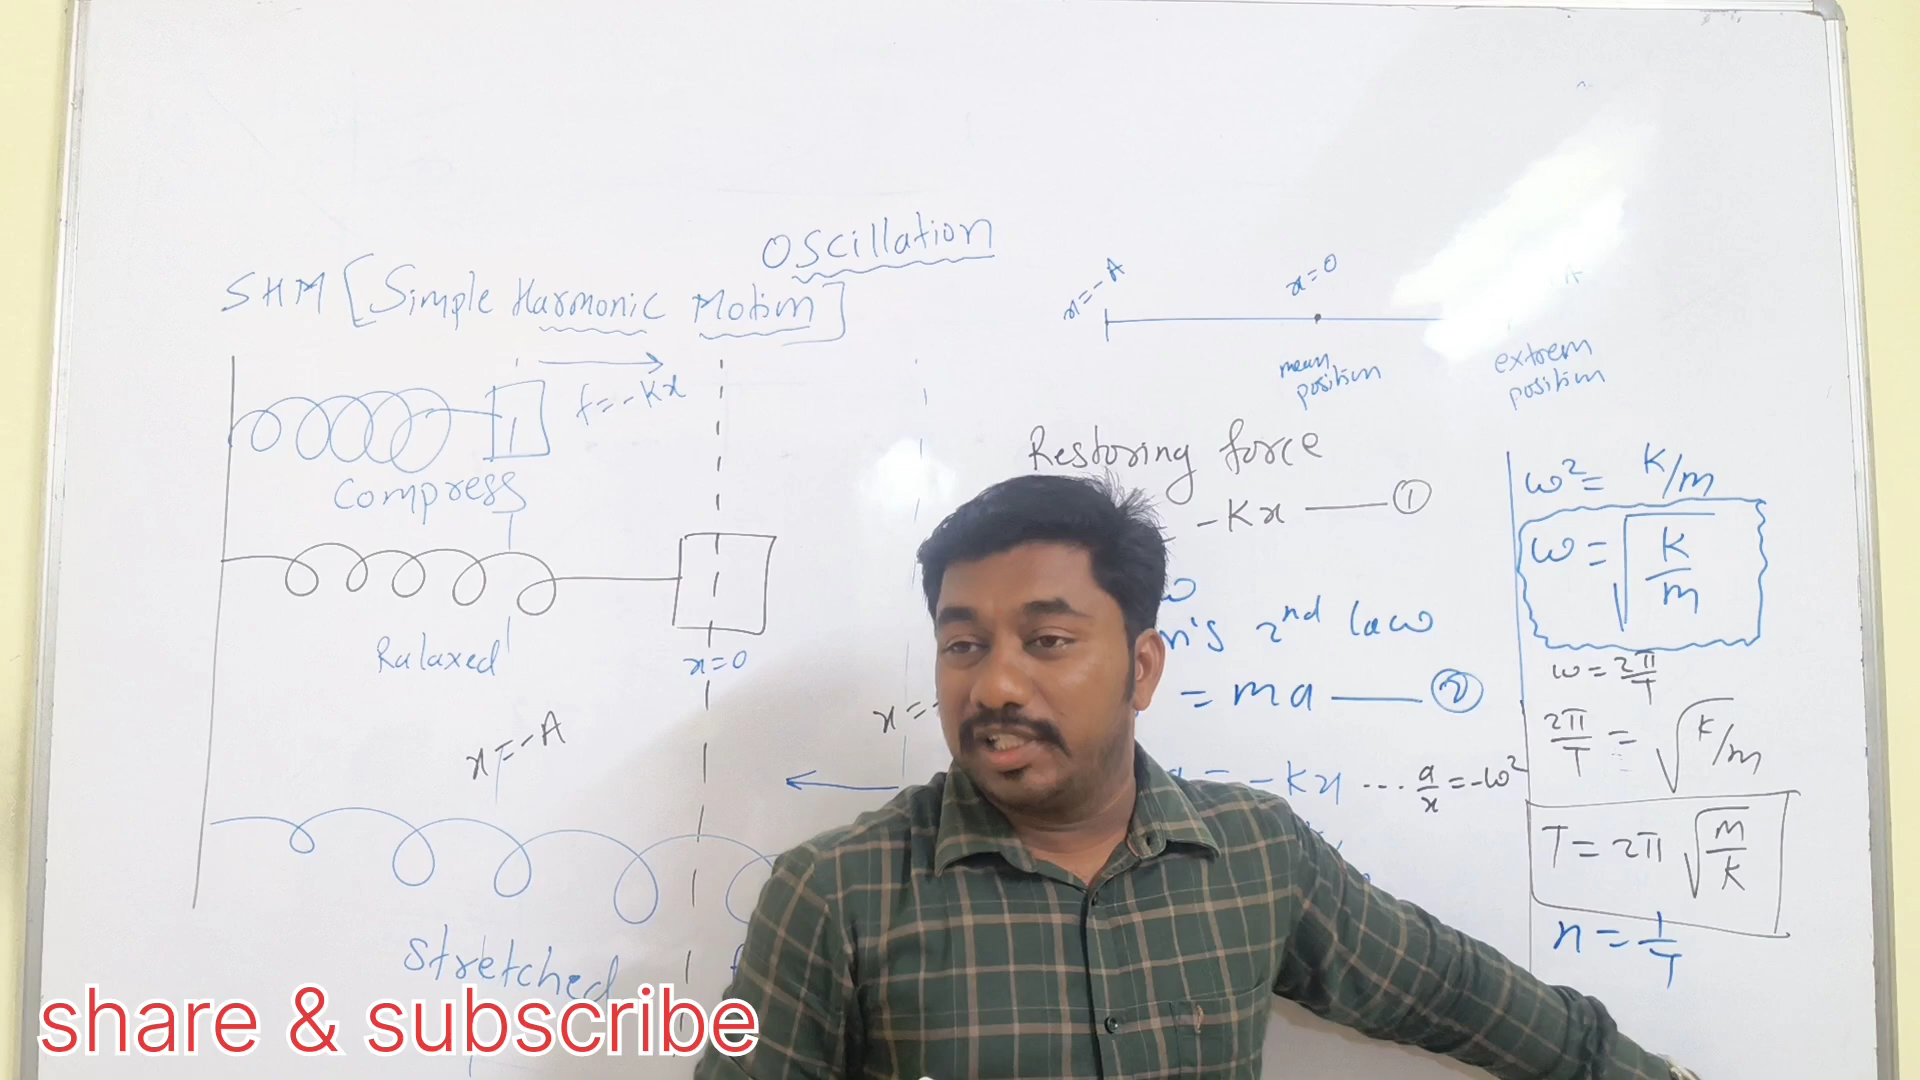 Oscillation
SHM [Simple Harmonic Motion]
f = -Kx
Compress
Ralaxed
x=0
x=-A
Stretched
x=-A
x=0
A
mean position
extrem position
Restoring force
-Kx —— ①
n's 2nd law
= ma —— ②
= -Kx ... a/x = -ω²
ω² = K/m
ω = √(K/m)
ω = 2π/T
2π/T = √(K/m)
T = 2π √(m/K)
n = 1/T
share & subscribe